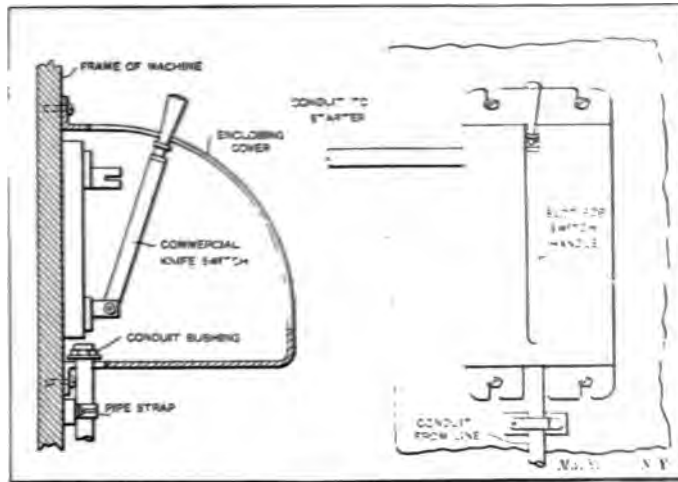 FRAME OF MACHINE
ENCLOSING
COVER
COMMERCIAL
KNIFE SWITCH
CONDUIT BUSHING
PIPE STRAP
CONDUIT TO
STARTER
SLOT FOR
SWITCH
HANDLE
CONDUIT
FROM LINE
N. Y.